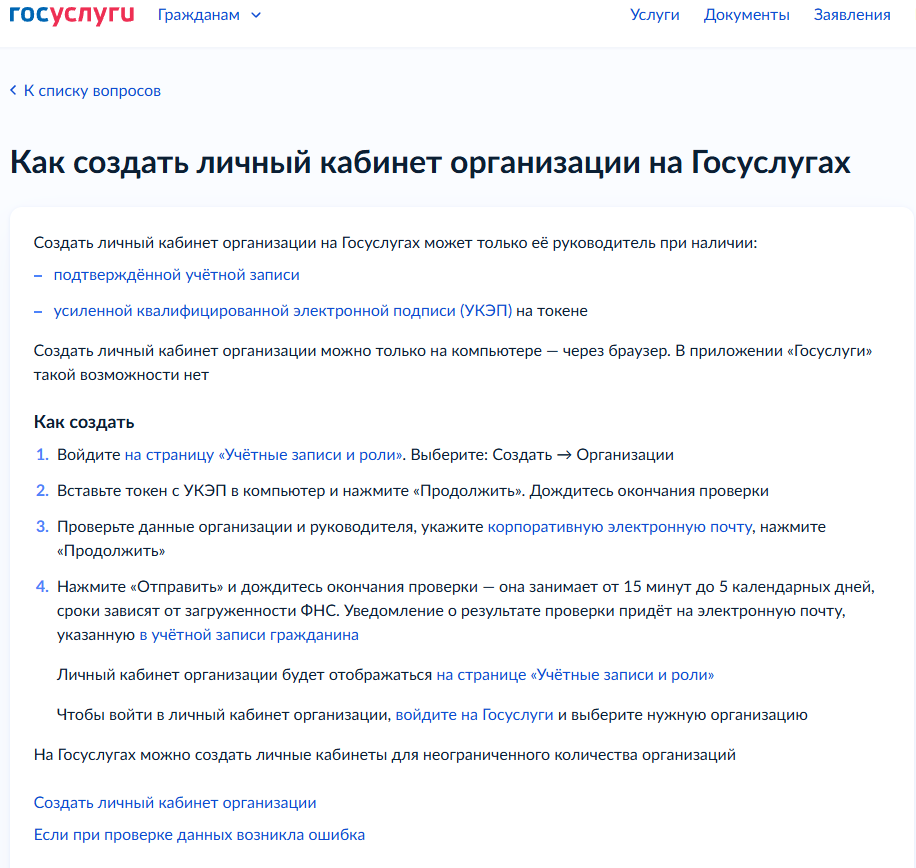 госуслуги Гражданам Услуги Документы Заявления
К списку вопросов
Как создать личный кабинет организации на Госуслугах
Создать личный кабинет организации на Госуслугах может только её руководитель при наличии:
– подтверждённой учётной записи
– усиленной квалифицированной электронной подписи (УКЭП) на токене
Создать личный кабинет организации можно только на компьютере — через браузер. В приложении «Госуслуги»
такой возможности нет
Как создать
1. Войдите на страницу «Учётные записи и роли». Выберите: Создать → Организации
2. Вставьте токен с УКЭП в компьютер и нажмите «Продолжить». Дождитесь окончания проверки
3. Проверьте данные организации и руководителя, укажите корпоративную электронную почту, нажмите
«Продолжить»
4. Нажмите «Отправить» и дождитесь окончания проверки — она занимает от 15 минут до 5 календарных дней,
сроки зависят от загруженности ФНС. Уведомление о результате проверки придёт на электронную почту,
указанную в учётной записи гражданина
Личный кабинет организации будет отображаться на странице «Учётные записи и роли»
Чтобы войти в личный кабинет организации, войдите на Госуслуги и выберите нужную организацию
На Госуслугах можно создать личные кабинеты для неограниченного количества организаций
Создать личный кабинет организации
Если при проверке данных возникла ошибка